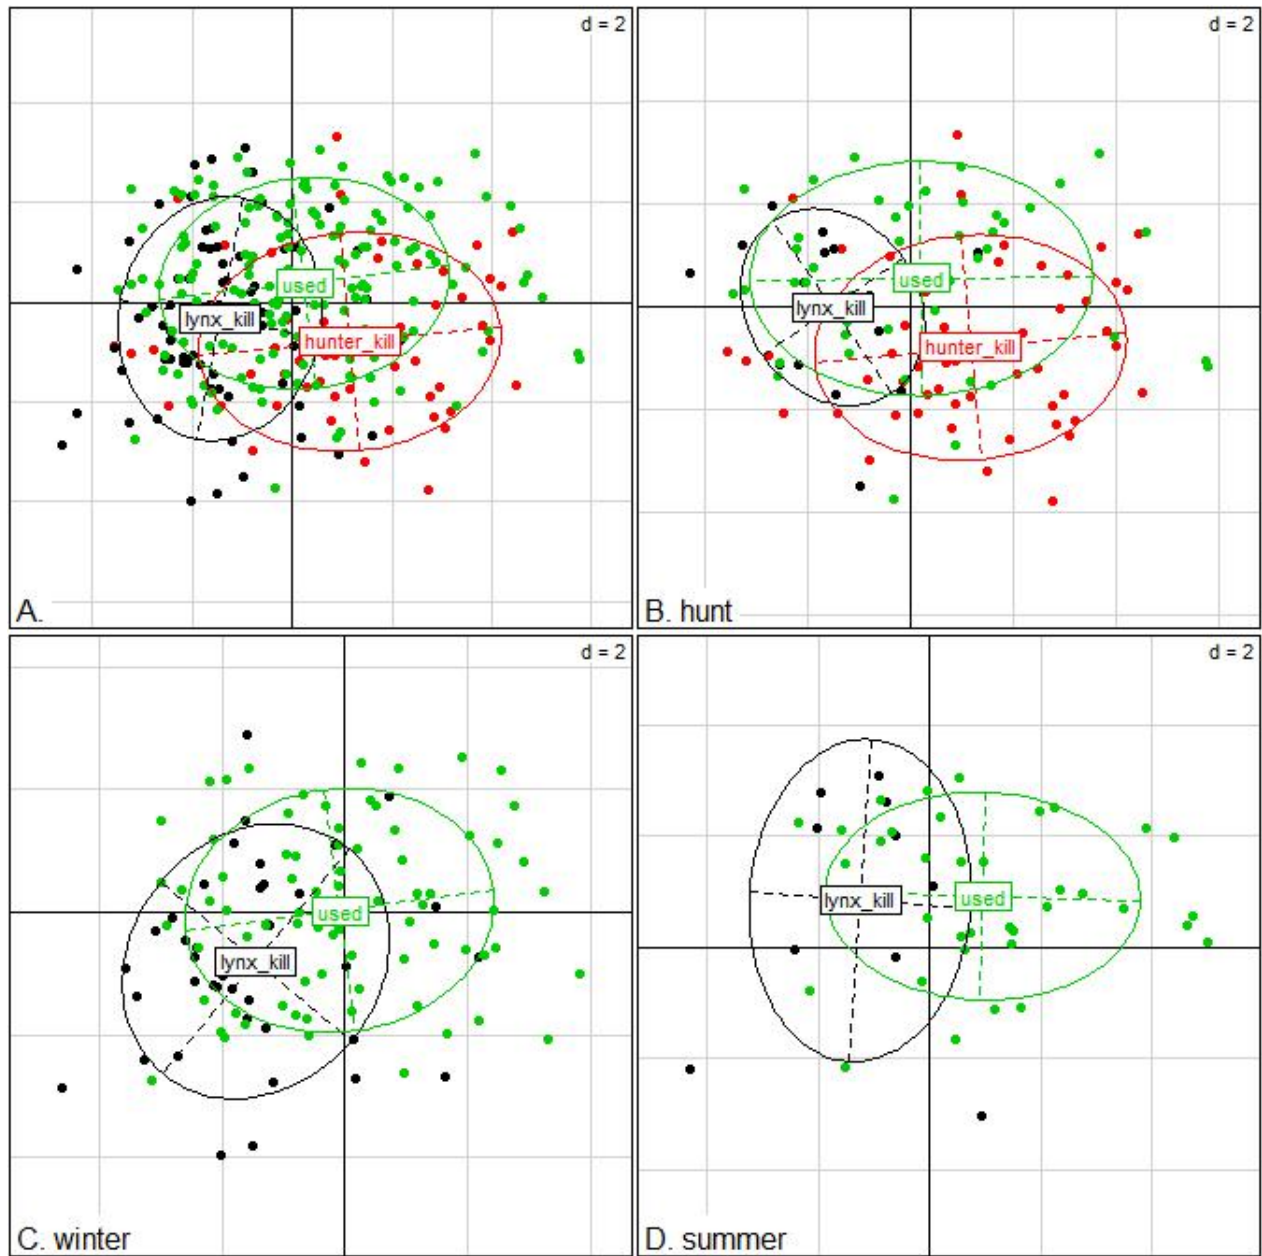 d = 2
used
lynx_kill
hunter_kill
A.
d = 2
used
lynx_kill
hunter_kill
B. hunt
d = 2
used
lynx_kill
C. winter
d = 2
lynx_kill
used
D. summer